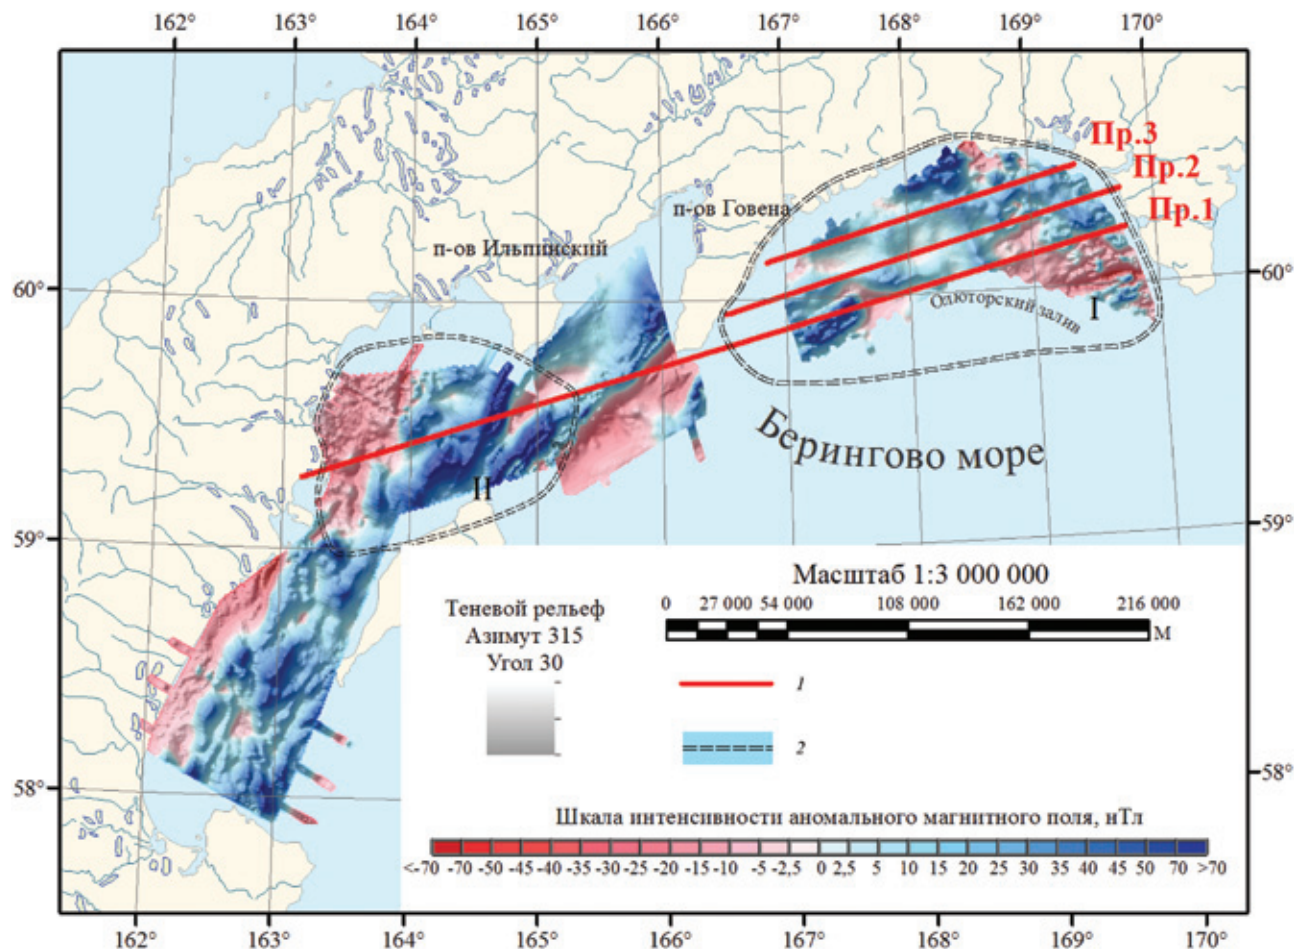 162° 163° 164° 165° 166° 167° 168° 169° 170°
Пр.3
Пр.2
Пр.1
п-ов Говена
п-ов Ильпинский
60° 60°
Олюторский залив
I
Берингово море
II
59° 59°
Масштаб 1:3 000 000
0 27 000 54 000 108 000 162 000 216 000
М
Теневой рельеф
Азимут 315
Угол 30
1
2
58° 58°
Шкала интенсивности аномального магнитного поля, нТл
<-70 -70 -50 -45 -40 -35 -30 -25 -20 -15 -10 -5 -2,5 0 2,5 5 10 15 20 25 30 35 40 45 50 70 >70
162° 163° 164° 165° 166° 167° 168° 169° 170°